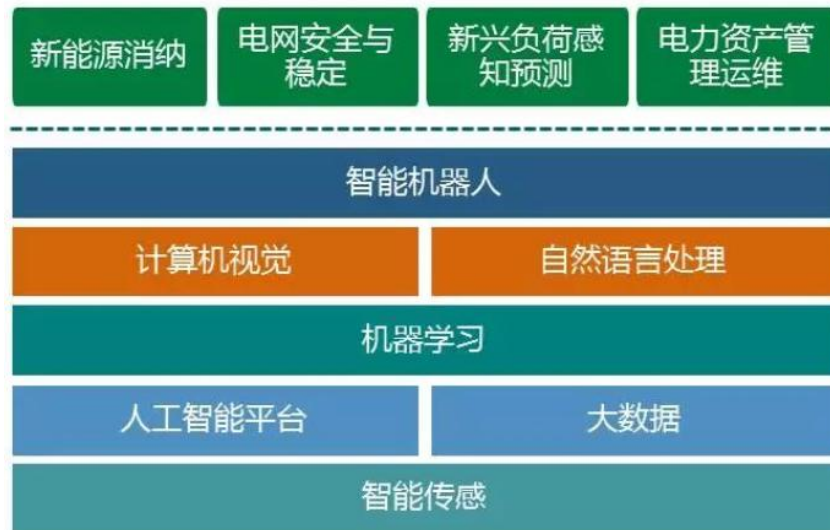 新能源消纳
电网安全与
稳定
新兴负荷感
知预测
电力资产管
理运维
智能机器人
计算机视觉
自然语言处理
机器学习
人工智能平台
大数据
智能传感